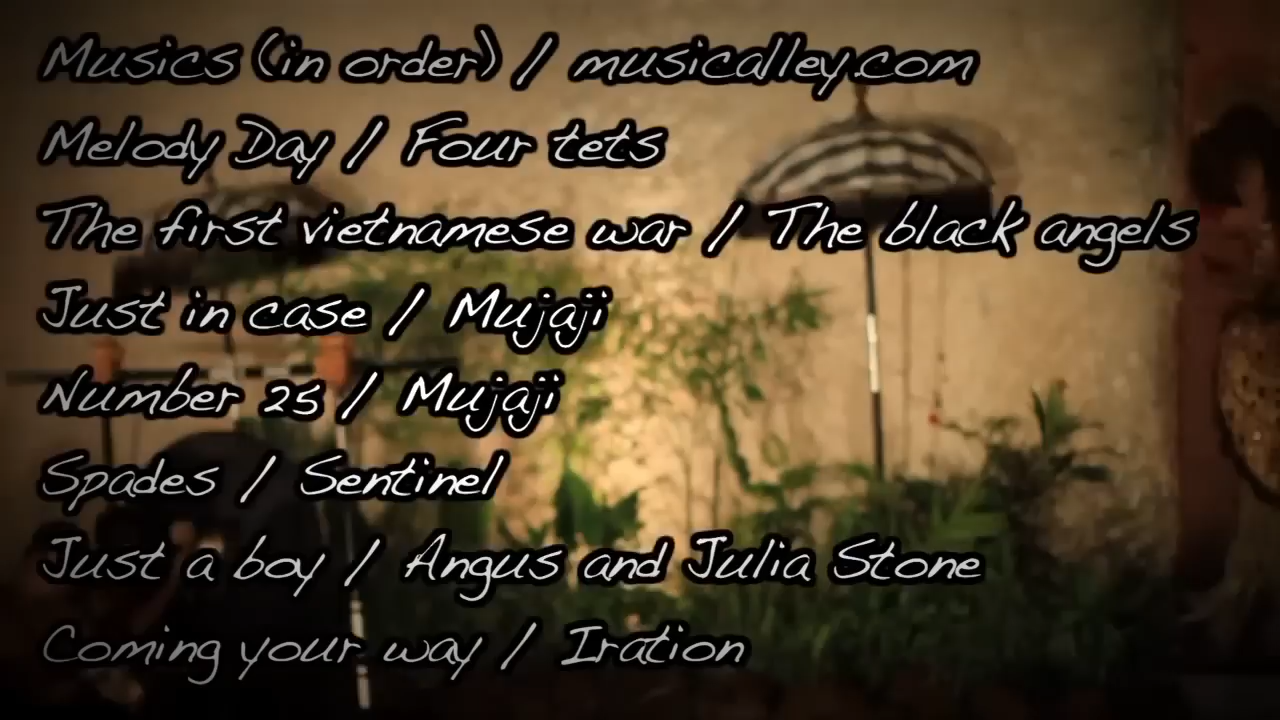 Musics (in order) / musicalley.com
Melody Day / Four tets
The first vietnamese war / The black angels
Just in case / Mujaji
Number 25 / Mujaji
Spades / Sentinel
Just a boy / Angus and Julia Stone
Coming your way / Iration